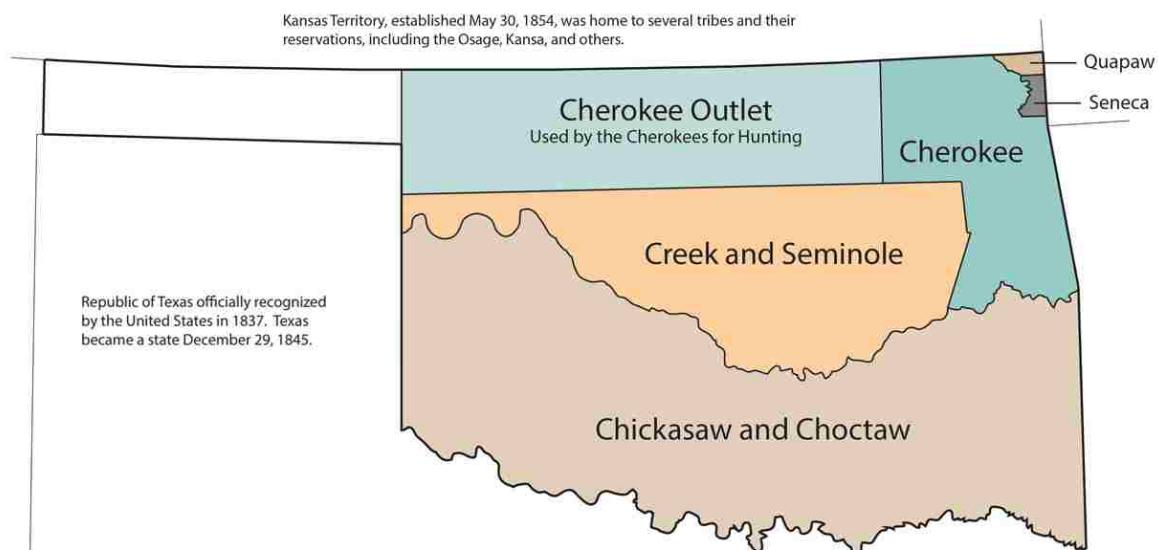 Kansas Territory, established May 30, 1854, was home to several tribes and their
reservations, including the Osage, Kansa, and others.
Quapaw
Seneca
Cherokee Outlet
Used by the Cherokees for Hunting
Cherokee
Creek and Seminole
Republic of Texas officially recognized
by the United States in 1837. Texas
became a state December 29, 1845.
Chickasaw and Choctaw